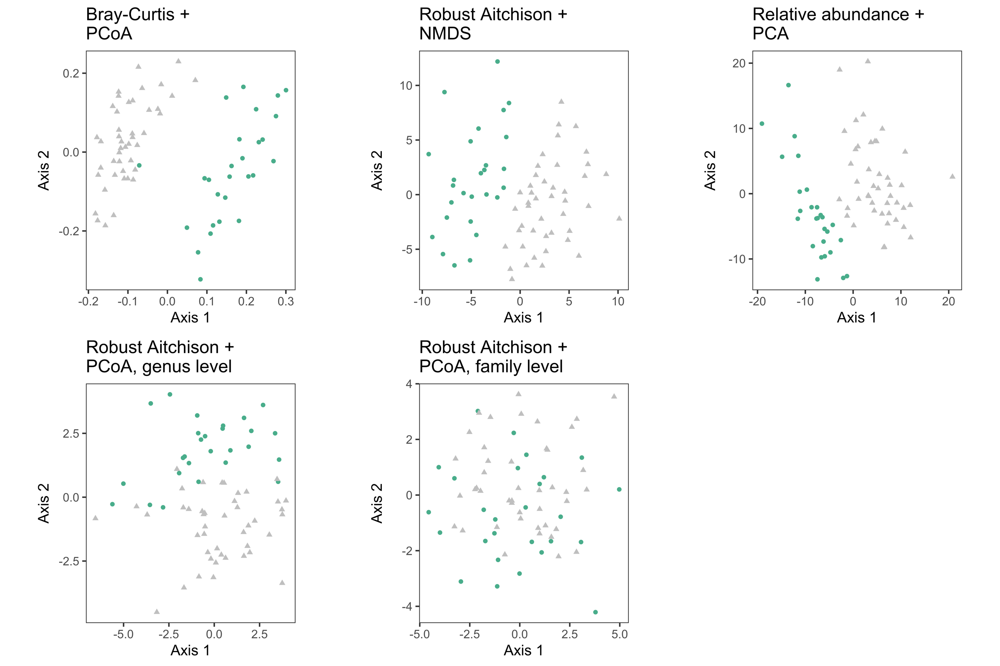 Bray-Curtis +
PCoA
0.2
0.0
-0.2
Axis 2
-0.2 -0.1 0.0 0.1 0.2 0.3
Axis 1
Robust Aitchison +
NMDS
10
5
0
-5
Axis 2
-10 -5 0 5 10
Axis 1
Relative abundance +
PCA
20
10
0
-10
Axis 2
-20 -10 0 10 20
Axis 1
Robust Aitchison +
PCoA, genus level
2.5
0.0
-2.5
Axis 2
-5.0 -2.5 0.0 2.5
Axis 1
Robust Aitchison +
PCoA, family level
4
2
0
-2
-4
Axis 2
-5.0 -2.5 0.0 2.5 5.0
Axis 1